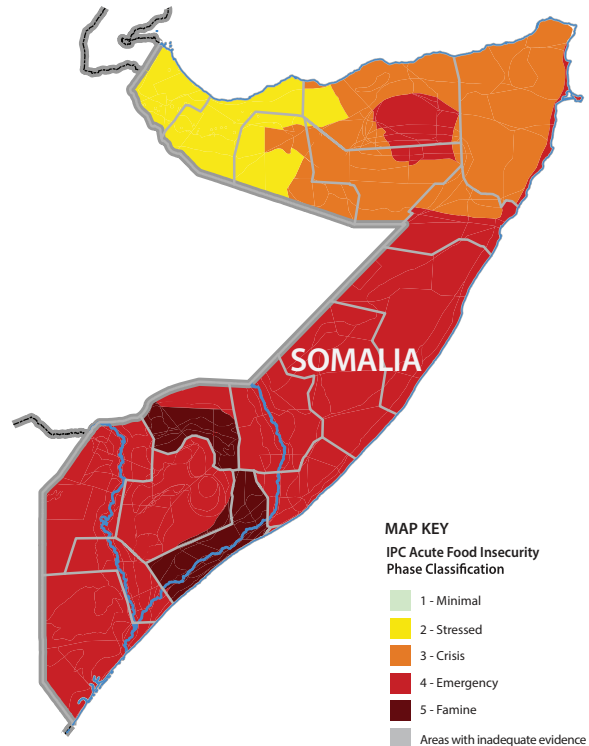 SOMALIA
MAP KEY
IPC Acute Food Insecurity
Phase Classification
1 - Minimal
2 - Stressed
3 - Crisis
4 - Emergency
5 - Famine
Areas with inadequate evidence